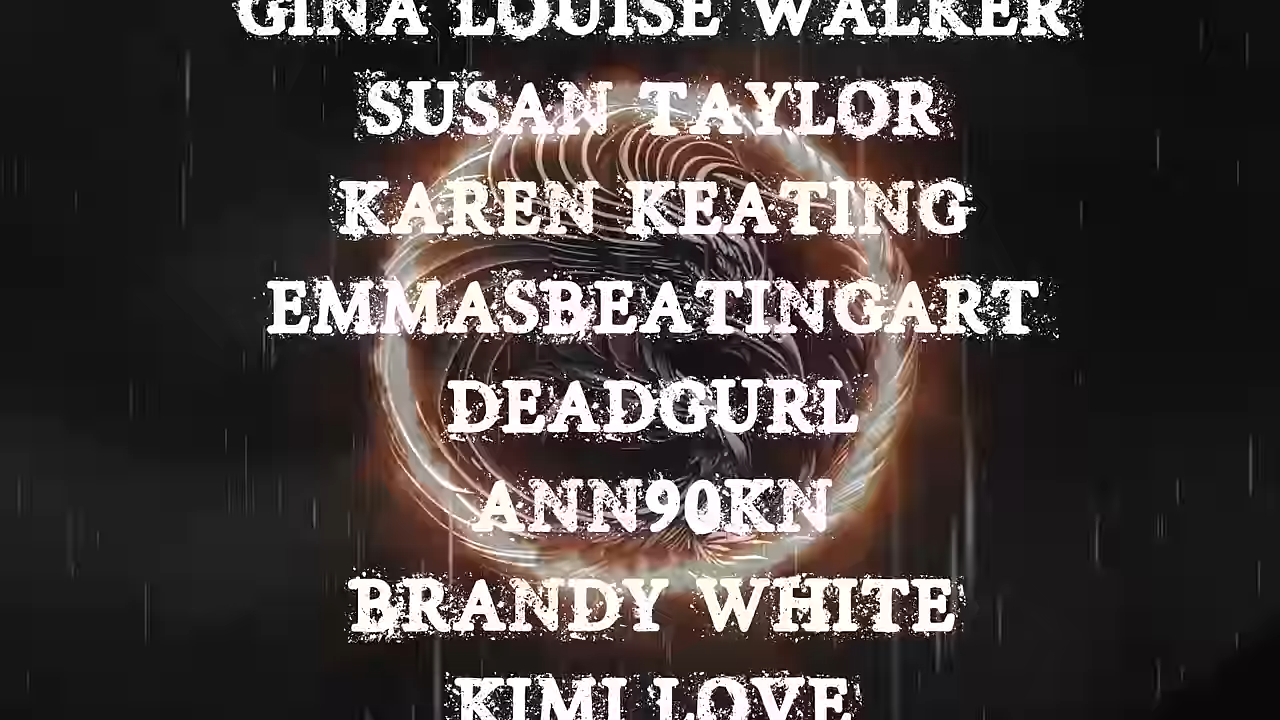 GINA LOUISE WALKER
SUSAN TAYLOR
KAREN KEATING
EMMASBEATINGART
DEADGURL
ANN90KN
BRANDY WHITE
KIMI LOVE